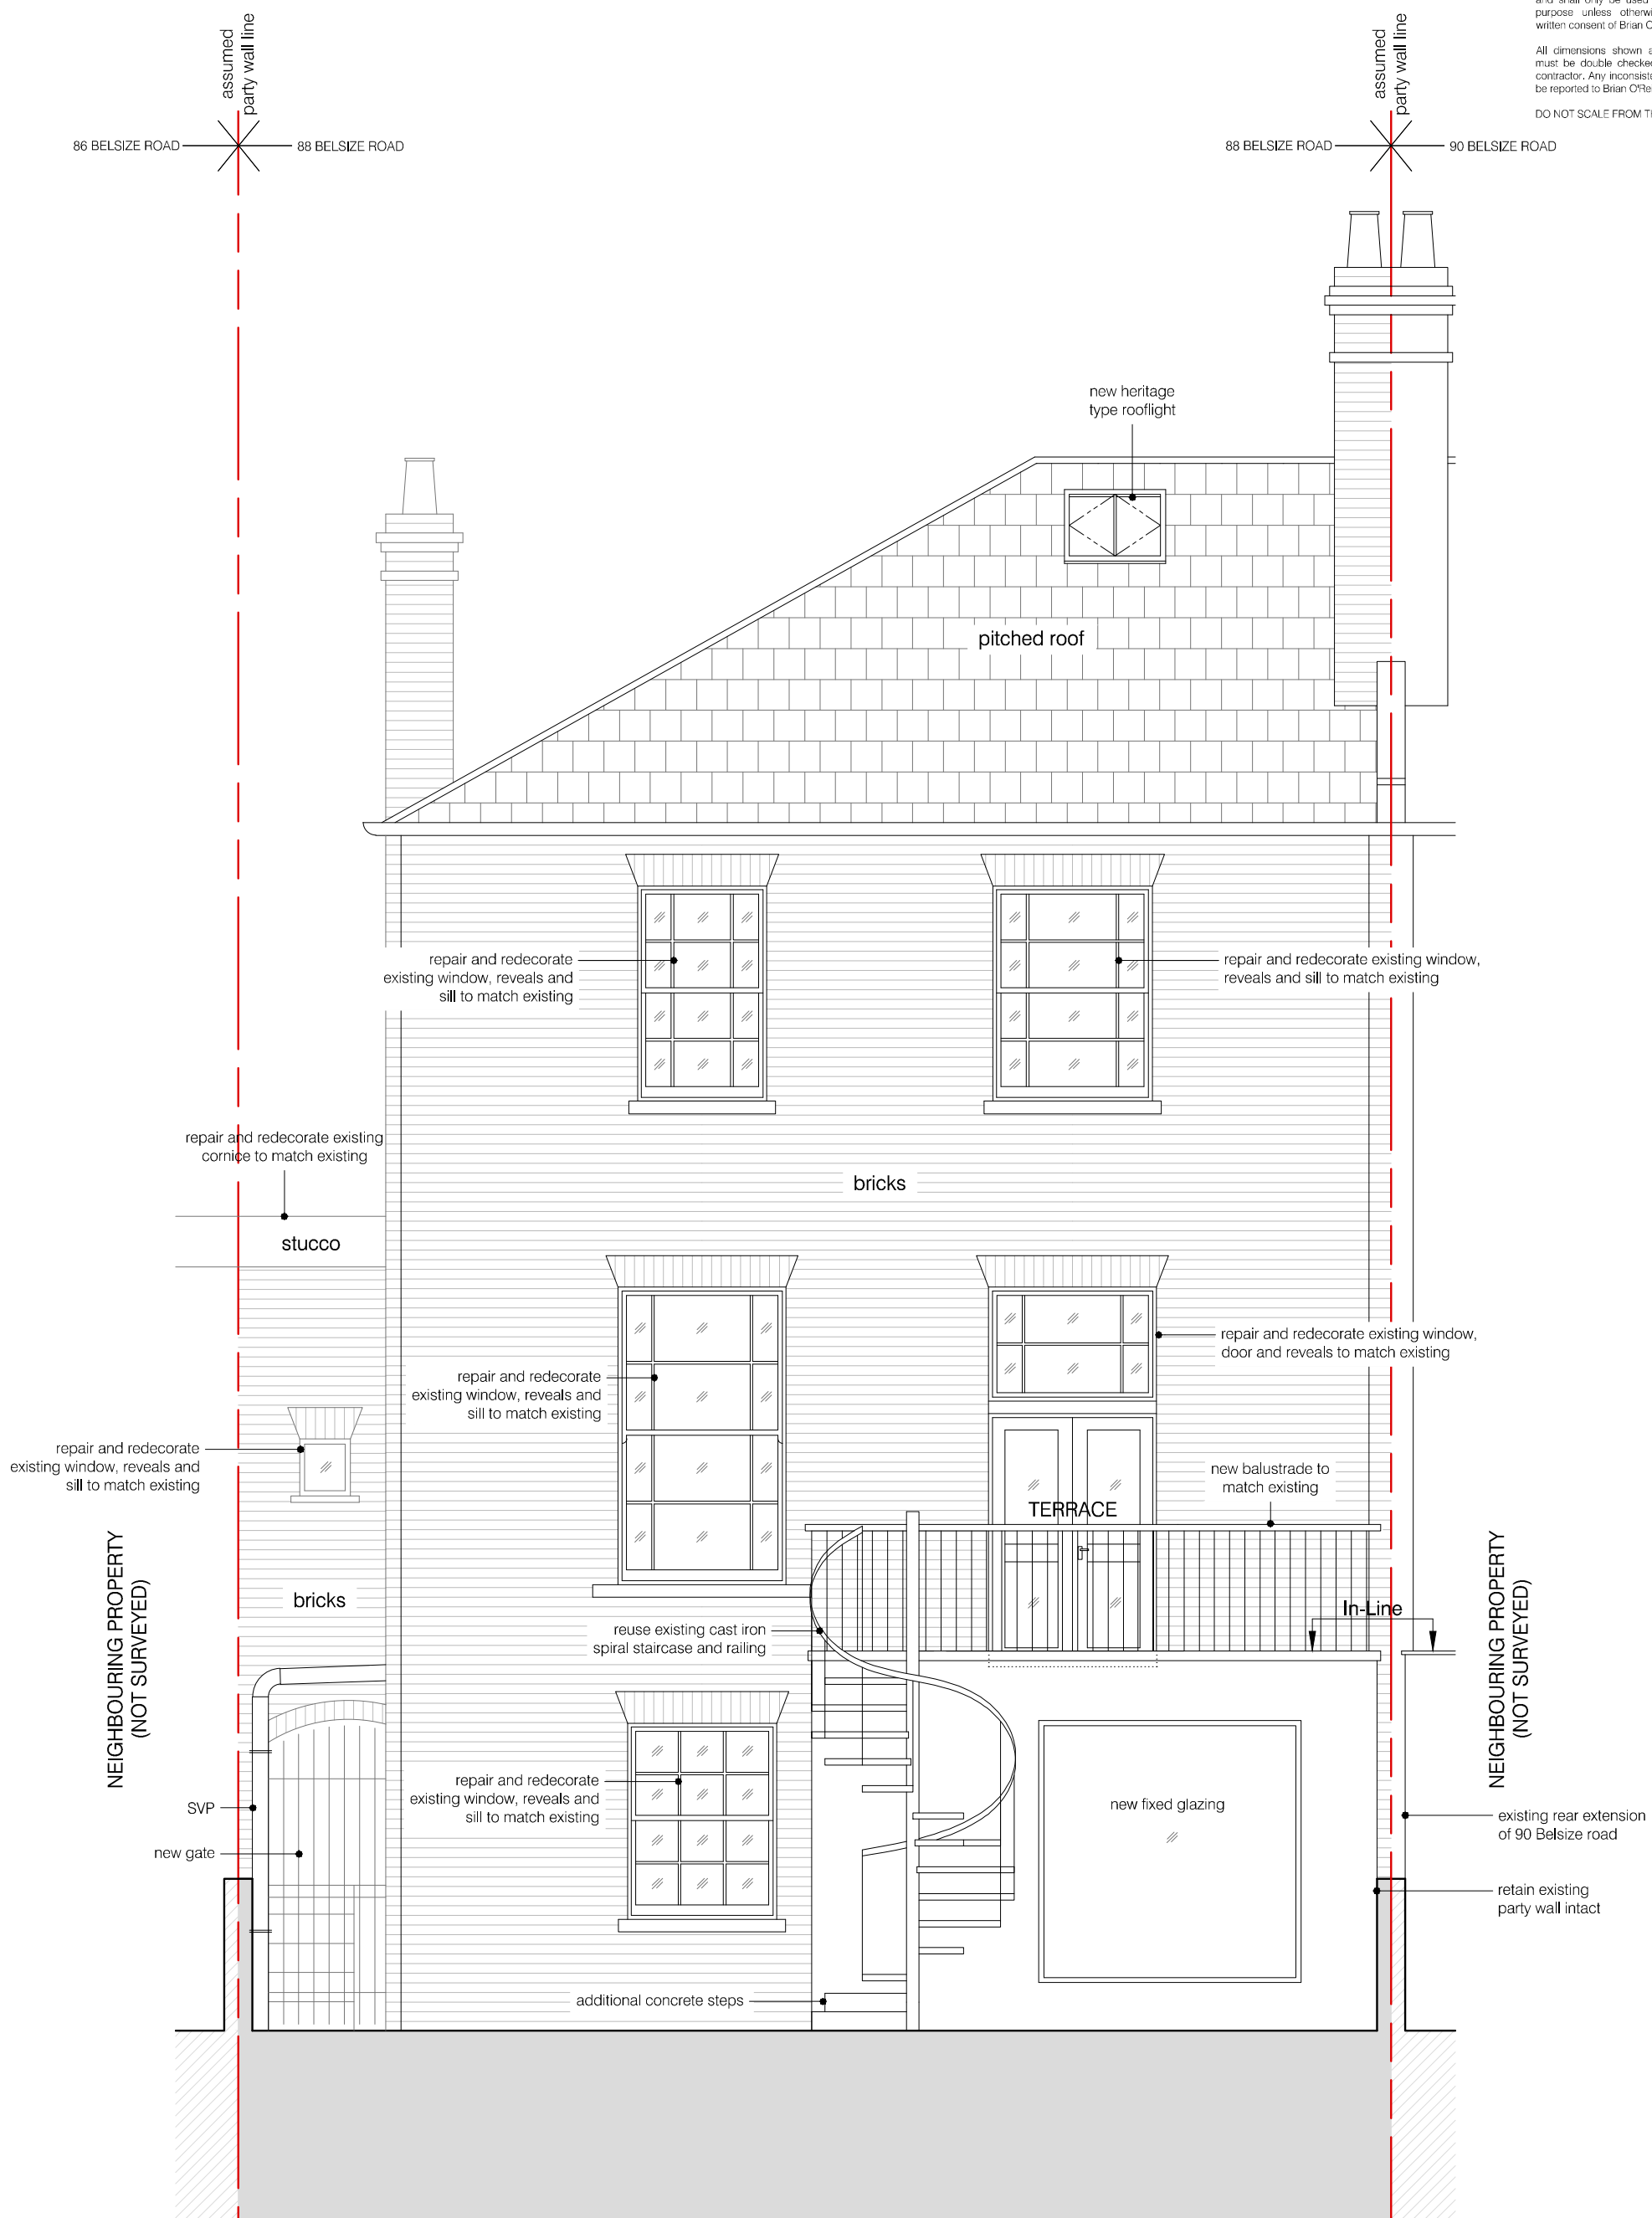 and shall only be used
purpose unless
written consent of Brian
All dimensions shown
must be double
contractor. Any
be reported to Brian
DO NOT SCALE FROM
assumed
party wall line
assumed
party wall line
86 BELSIZE ROAD
88 BELSIZE ROAD
88 BELSIZE ROAD
90 BELSIZE ROAD
new heritage
type rooflight
pitched roof
repair and redecorate
existing window, reveals and
sill to match existing
repair and redecorate existing window,
reveals and sill to match existing
repair and redecorate existing
cornice to match existing
bricks
stucco
repair and redecorate existing window,
door and reveals to match existing
repair and redecorate
existing window, reveals and
sill to match existing
repair and redecorate
existing window, reveals and
sill to match existing
new balustrade to
match existing
TERRACE
NEIGHBOURING PROPERTY
(NOT SURVEYED)
bricks
In-Line
NEIGHBOURING PROPERTY
(NOT SURVEYED)
reuse existing cast iron
spiral staircase and railing
repair and redecorate
existing window, reveals and
sill to match existing
SVP
new fixed glazing
existing rear extension
of 90 Belsize road
new gate
retain existing
party wall intact
additional concrete steps